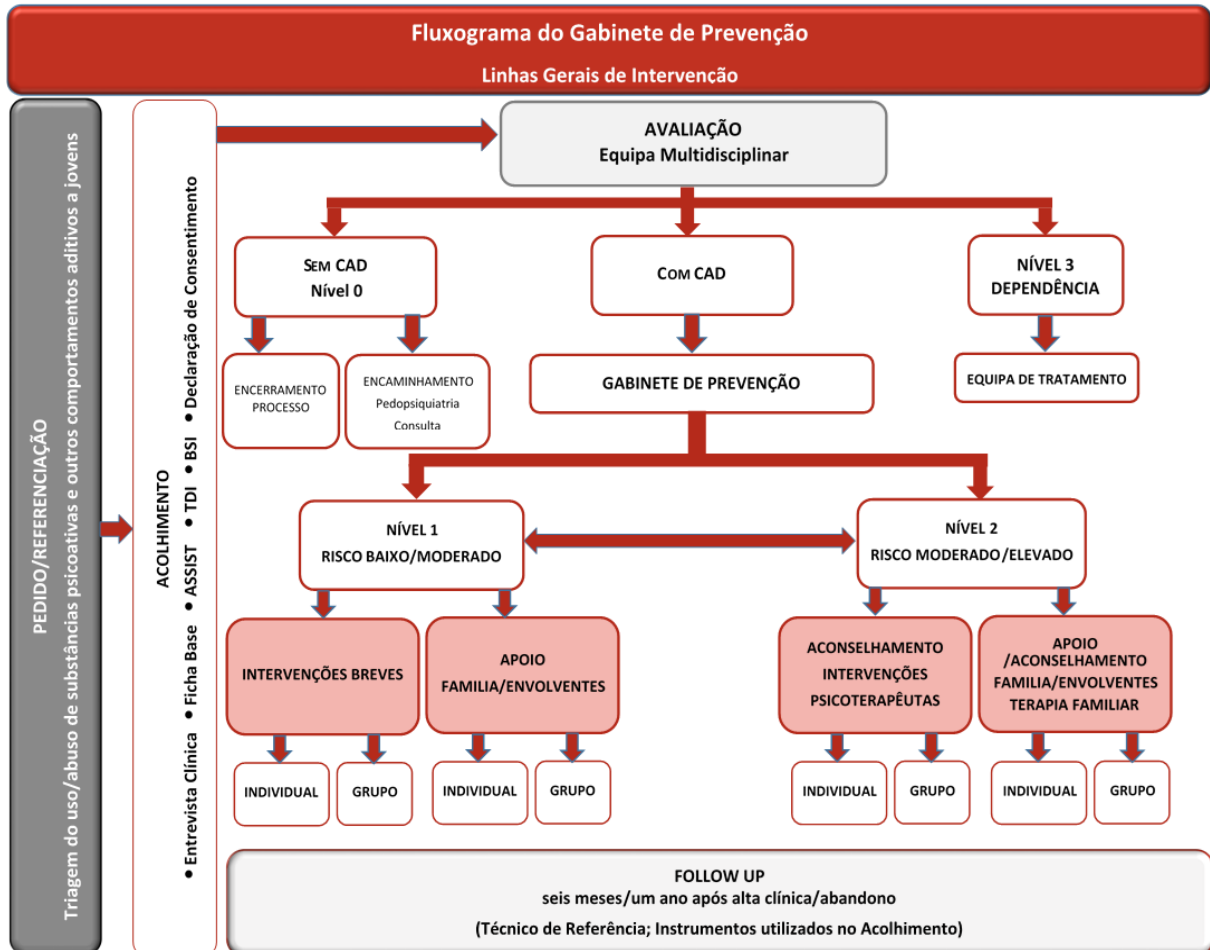 Fluxograma do Gabinete de Prevenção
Linhas Gerais de Intervenção
PEDIDO/REFERENCIAÇÃO
Triagem do uso/abuso de substâncias psicoativas e outros comportamentos aditivos a jovens
ACOLHIMENTO
• Entrevista Clínica • Ficha Base • ASSIST • TDI • BSI • Declaração de Consentimento
AVALIAÇÃO
Equipa Multidisciplinar
SEM CAD
Nível 0
COM CAD
NÍVEL 3
DEPENDÊNCIA
ENCERRAMENTO
PROCESSO
ENCAMINHAMENTO
Pedopsiquiatria
Consulta
GABINETE DE PREVENÇÃO
EQUIPA DE TRATAMENTO
NÍVEL 1
RISCO BAIXO/MODERADO
NÍVEL 2
RISCO MODERADO/ELEVADO
INTERVENÇÕES BREVES
APOIO
FAMILIA/ENVOLVENTES
ACONSELHAMENTO
INTERVENÇÕES
PSICOTERAPÊUTAS
APOIO
/ACONSELHAMENTO
FAMILIA/ENVOLVENTES
TERAPIA FAMILIAR
INDIVIDUAL
GRUPO
INDIVIDUAL
GRUPO
INDIVIDUAL
GRUPO
INDIVIDUAL
GRUPO
FOLLOW UP
seis meses/um ano após alta clínica/abandono
(Técnico de Referência; Instrumentos utilizados no Acolhimento)